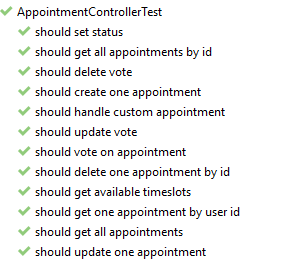 AppointmentControllerTest
should set status
should get all appointments by id
should delete vote
should create one appointment
should handle custom appointment
should update vote
should vote on appointment
should delete one appointment by id
should get available timeslots
should get one appointment by user id
should get all appointments
should update one appointment